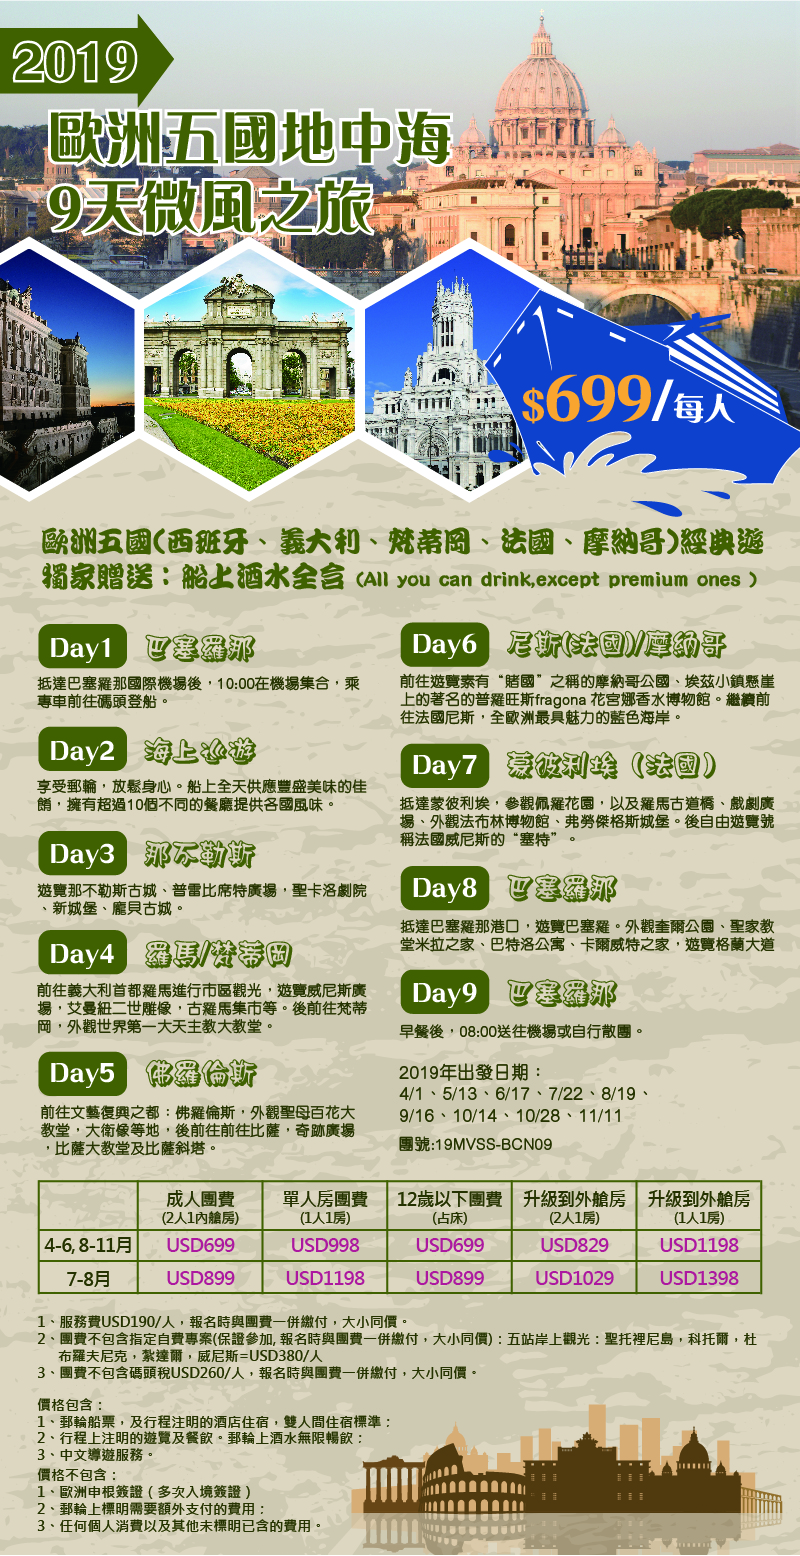 2019
歐洲五國地中海
9天微風之旅
$699/每人
歐洲五國(西班牙、義大利、梵蒂岡、法國、摩納哥)經典遊
獨家贈送：船上酒水全含 (All you can drink,except premium ones )
Day1 巴塞羅那
抵達巴塞羅那國際機場後，10:00在機場集合，乘
專車前往碼頭登船。
Day2 海上巡遊
享受郵輪，放鬆身心。船上全天供應豐盛美味的佳
餚，擁有超過10個不同的餐廳提供各國風味。
Day3 那不勒斯
遊覽那不勒斯古城、普雷比席特廣場，聖卡洛劇院
、新城堡、龐貝古城。
Day4 羅馬/梵蒂岡
前往義大利首都羅馬進行市區觀光，遊覽威尼斯廣
場，艾曼紐二世雕像，古羅馬集市等。後前往梵蒂
岡，外觀世界第一大天主教大教堂。
Day5 佛羅倫斯
前往文藝復興之都：佛羅倫斯，外觀聖母百花大
教堂，大衛像等地，後前往前往比薩，奇跡廣場
，比薩大教堂及比薩斜塔。
Day6 尼斯(法國)/摩納哥
前往遊覽素有“賭國”之稱的摩納哥公國、埃茲小鎮懸崖
上的著名的普羅旺斯fragona 花宮娜香水博物館。繼續前
往法國尼斯，全歐洲最具魅力的藍色海岸。
Day7 蒙彼利埃（法國）
抵達蒙彼利埃，參觀佩羅花園，以及羅馬古道橋、戲劇廣
場、外觀法布林博物館、弗勞傑格斯城堡。後自由遊覽號
稱法國威尼斯的“塞特”。
Day8 巴塞羅那
抵達巴塞羅那港口，遊覽巴塞羅。外觀奎爾公園、聖家教
堂米拉之家、巴特洛公寓、卡爾威特之家，遊覽格蘭大道
Day9 巴塞羅那
早餐後，08:00送往機場或自行散團。
2019年出發日期：
4/1、5/13、6/17、7/22、8/19、
9/16、10/14、10/28、11/11
團號:19MVSS-BCN09
成人團費 單人房團費 12歲以下團費 升級到外艙房 升級到外艙房
(2人1內艙房) (1人1房) (占床) (2人1房) (1人1房)
4-6, 8-11月 USD699 USD998 USD699 USD829 USD1198
7-8月 USD899 USD1198 USD899 USD1029 USD1398
1、服務費USD190/人，報名時與團費一併繳付，大小同價。
2、團費不包含指定自費專案(保證參加, 報名時與團費一併繳付，大小同價)：五站岸上觀光：聖托裡尼島，科托爾，杜
布羅夫尼克，紮達爾，威尼斯=USD380/人
3、團費不包含碼頭稅USD260/人，報名時與團費一併繳付，大小同價。
價格包含：
1、郵輪船票，及行程注明的酒店住宿，雙人間住宿標準：
2、行程上注明的遊覽及餐飲。郵輪上酒水無限暢飲：
3、中文導遊服務。
價格不包含：
1、歐洲申根簽證（多次入境簽證）
2、郵輪上標明需要額外支付的費用：
3、任何個人消費以及其他未標明已含的費用。